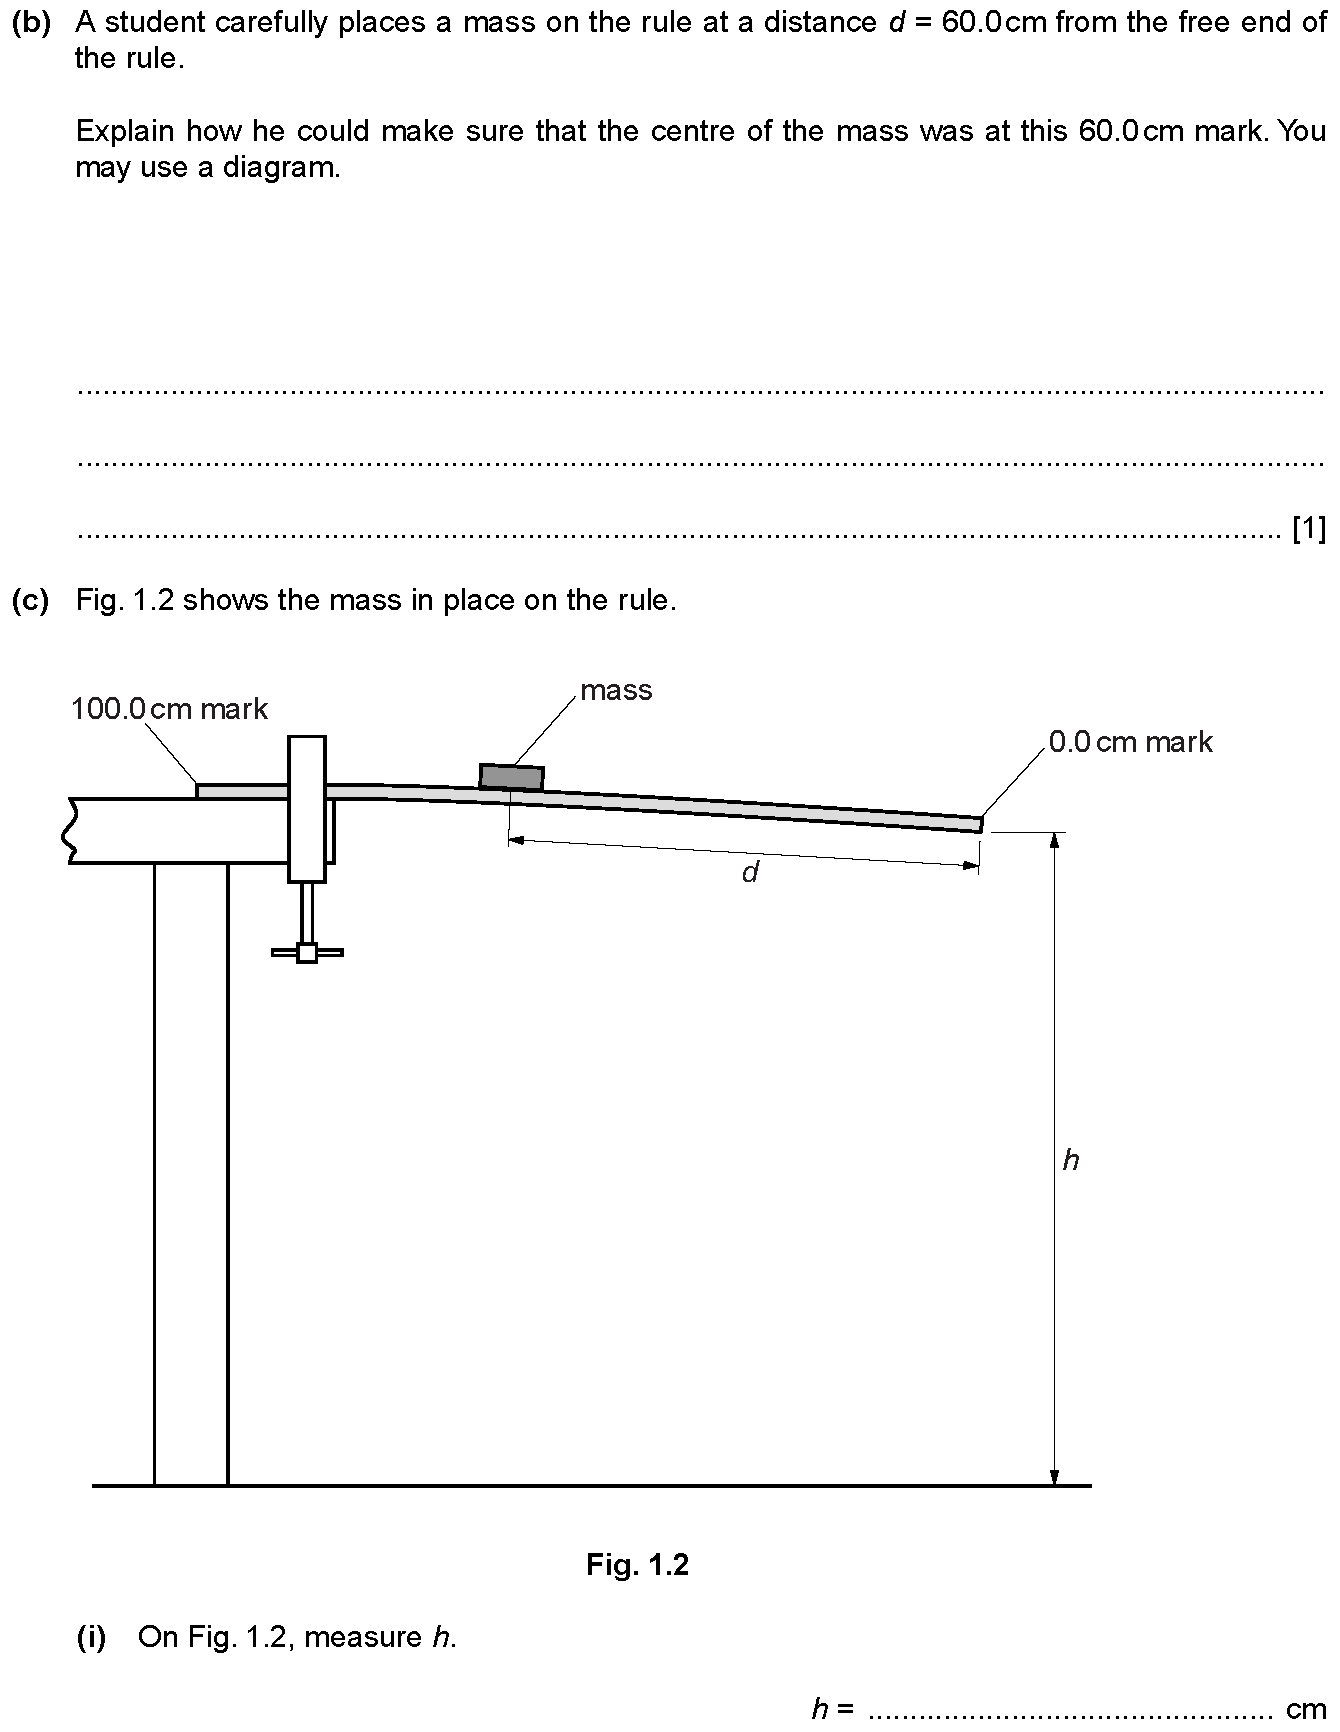 (b) A student carefully places a mass on the rule at a distance d = 60.0 cm from the free end of
the rule.
Explain how he could make sure that the centre of the mass was at this 60.0 cm mark. You
may use a diagram.
..........................................................................................................................................
..........................................................................................................................................
..................................................................................................................................... [1]
(c) Fig. 1.2 shows the mass in place on the rule.
mass
100.0 cm mark
0.0 cm mark
d
h
Fig. 1.2
(i) On Fig. 1.2, measure h.
h = ................................................ cm